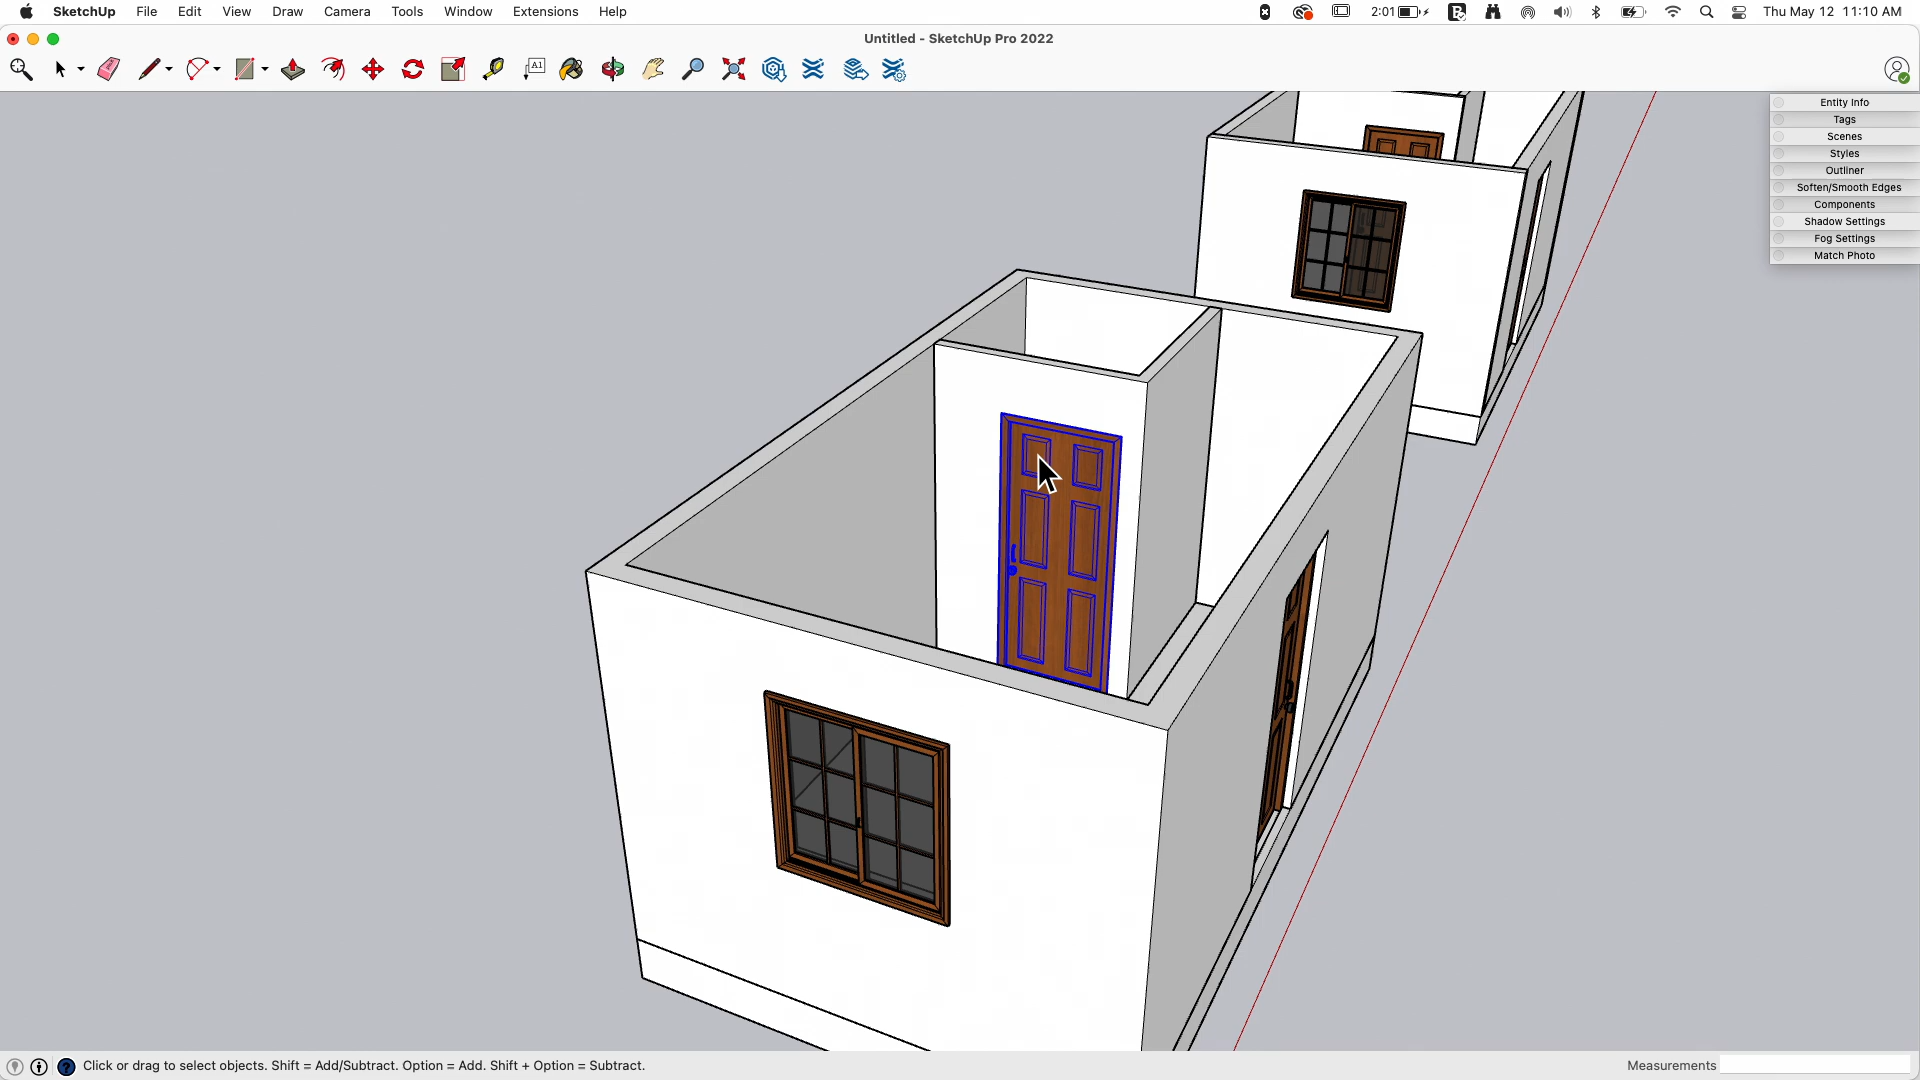 SketchUp File Edit View Draw Camera Tools Window Extensions Help 2:01 Thu May 12 11:10 AM
Untitled - SketchUp Pro 2022
A1
Entity Info
Tags
Scenes
Styles
Outliner
Soften/Smooth Edges
Components
Shadow Settings
Fog Settings
Match Photo
Click or drag to select objects. Shift = Add/Subtract. Option = Add. Shift + Option = Subtract. Measurements